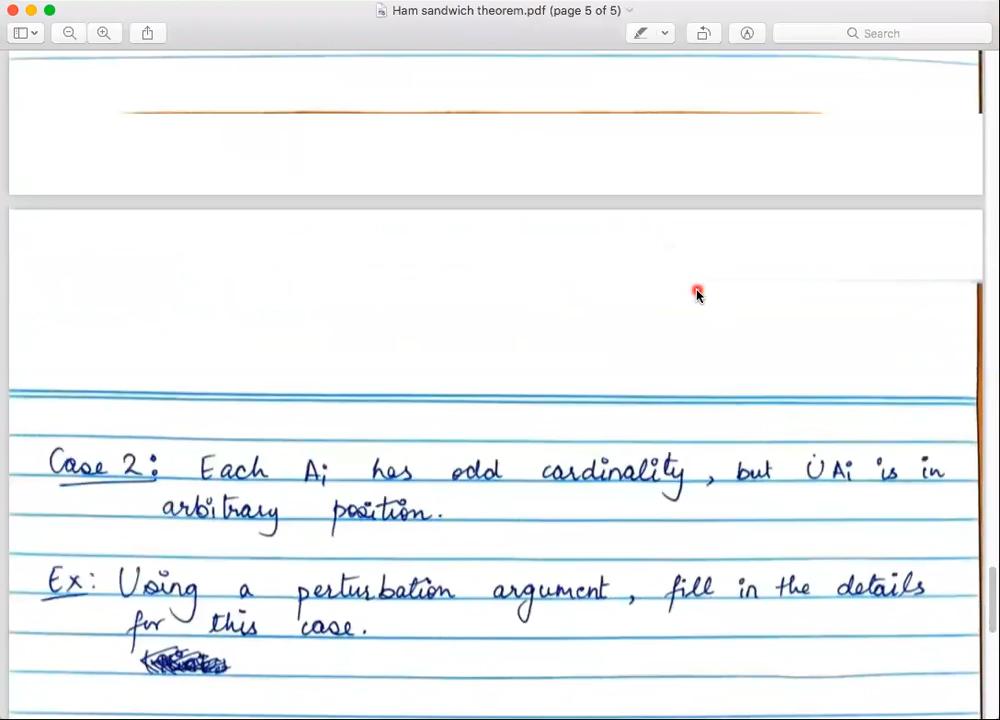 Ham sandwich theorem.pdf (page 5 of 5)
Search
Case 2: Each Ai has odd cardinality, but ∪̇ Ai is in
arbitrary position.
Ex: Using a perturbation argument, fill in the details
for this case.